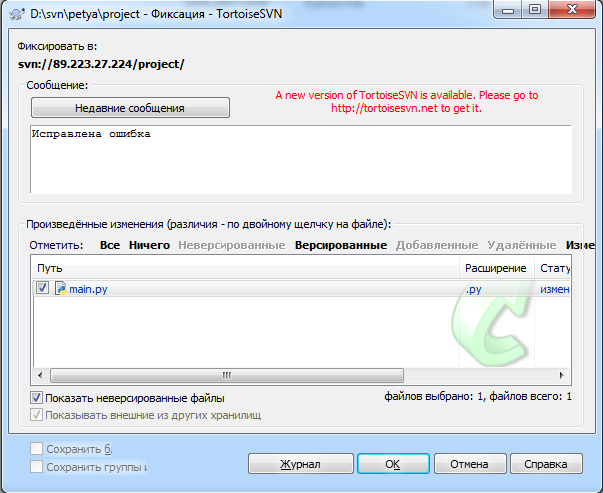 D:\svn\petya\project - Фиксация - TortoiseSVN
Фиксировать в:
svn://89.223.27.224/project/
Сообщение:
Недавние сообщения
A new version of TortoiseSVN is available. Please go to
http://tortoisesvn.net to get it.
Исправлена ошибка
Произведённые изменения (различия - по двойному щелчку на файле):
Отметить: Все Ничего Неверсированные Версированные Добавленные Удалённые Изме
Путь Расширение Стату
main.py .py измен
Показать неверсированные файлы
файлов выбрано: 1, файлов всего: 1
Показывать внешние из других хранилищ
Сохранить
Сохранить группы и
Журнал OK Отмена Справка